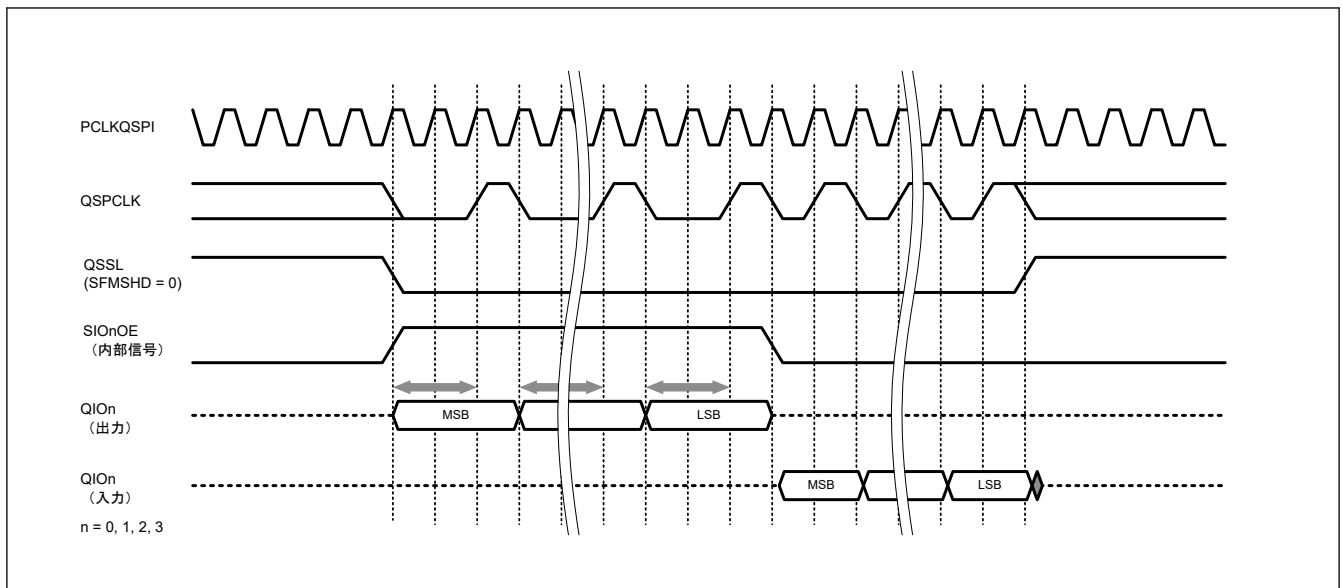 PCLKQSPI
QSPCLK
QSSL
(SFMSHD = 0)
SIOnOE
（内部信号）
QIOn
（出力）
MSB
LSB
QIOn
（入力）
MSB
LSB
n = 0, 1, 2, 3